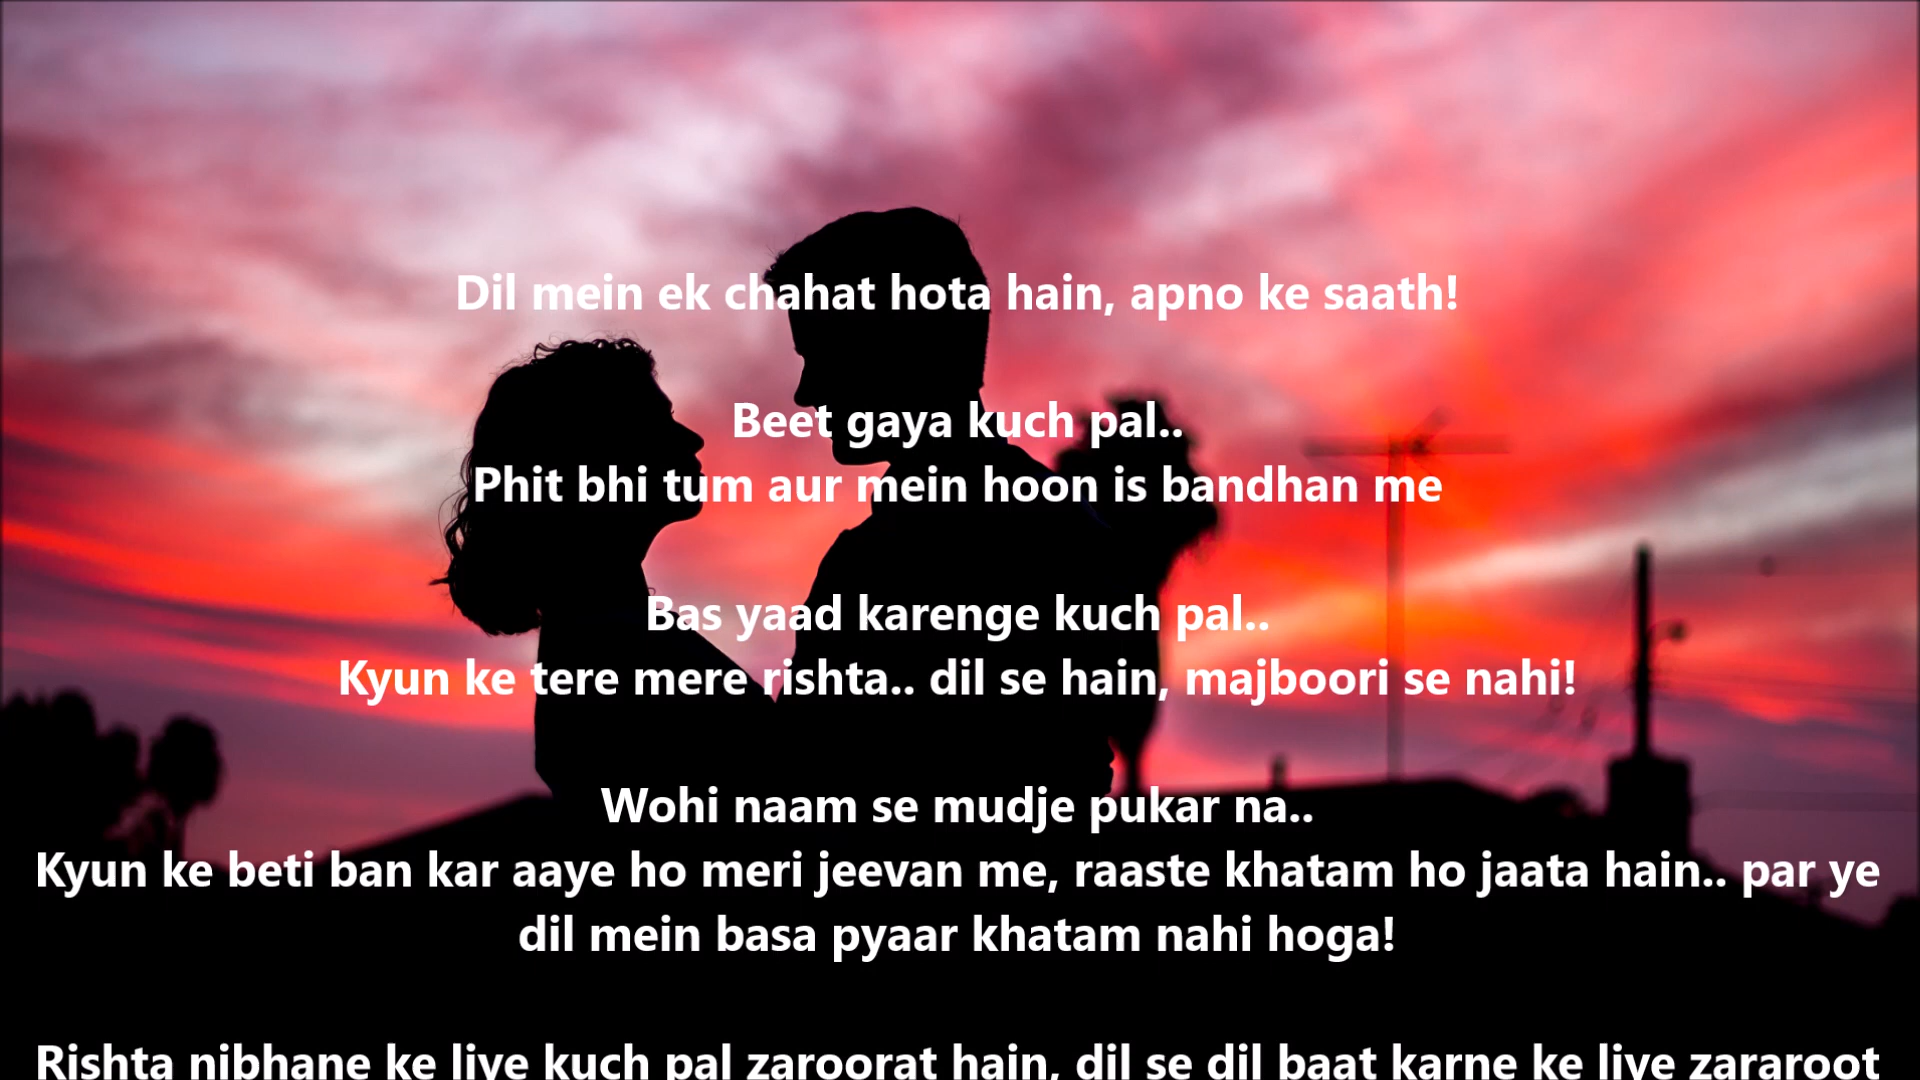 Dil mein ek chahat hota hain, apno ke saath!
Beet gaya kuch pal..
Phit bhi tum aur mein hoon is bandhan me
Bas yaad karenge kuch pal..
Kyun ke tere mere rishta.. dil se hain, majboori se nahi!
Wohi naam se mudje pukar na..
Kyun ke beti ban kar aaye ho meri jeevan me, raaste khatam ho jaata hain.. par ye
dil mein basa pyaar khatam nahi hoga!
Rishta nibhane ke liye kuch pal zaroorat hain, dil se dil baat karne ke liye zararoot